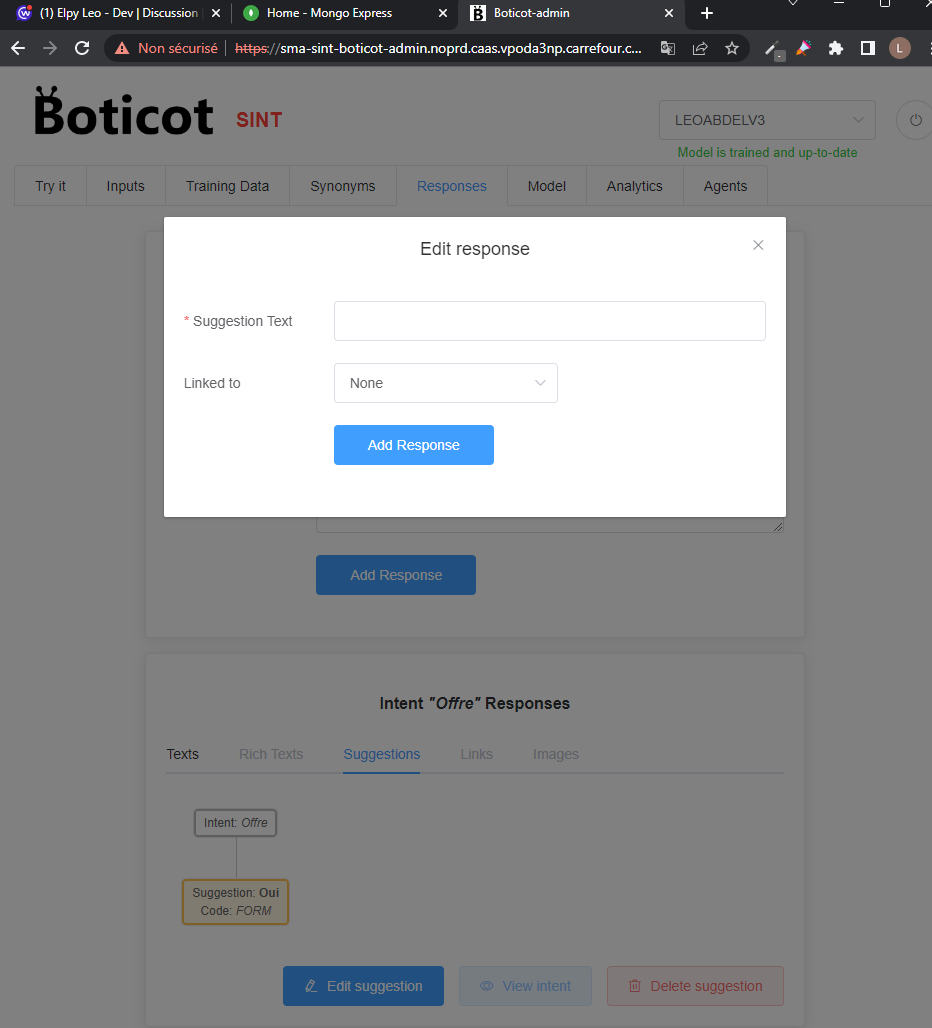 (1) Elpy Leo - Dev | Discussion
Home - Mongo Express
Boticot-admin
Non sécurisé
https://sma-sint-boticot-admin.noprd.caas.vpoda3np.carrefour.c...
L
Boticot SINT
LEOABDELV3
Model is trained and up-to-date
Try it Inputs Training Data Synonyms Responses Model Analytics Agents
Edit response
* Suggestion Text
Linked to None
Add Response
Add Response
Intent "Offre" Responses
Texts Rich Texts Suggestions Links Images
Intent: Offre
Suggestion: Oui
Code: FORM
Edit suggestion View intent Delete suggestion